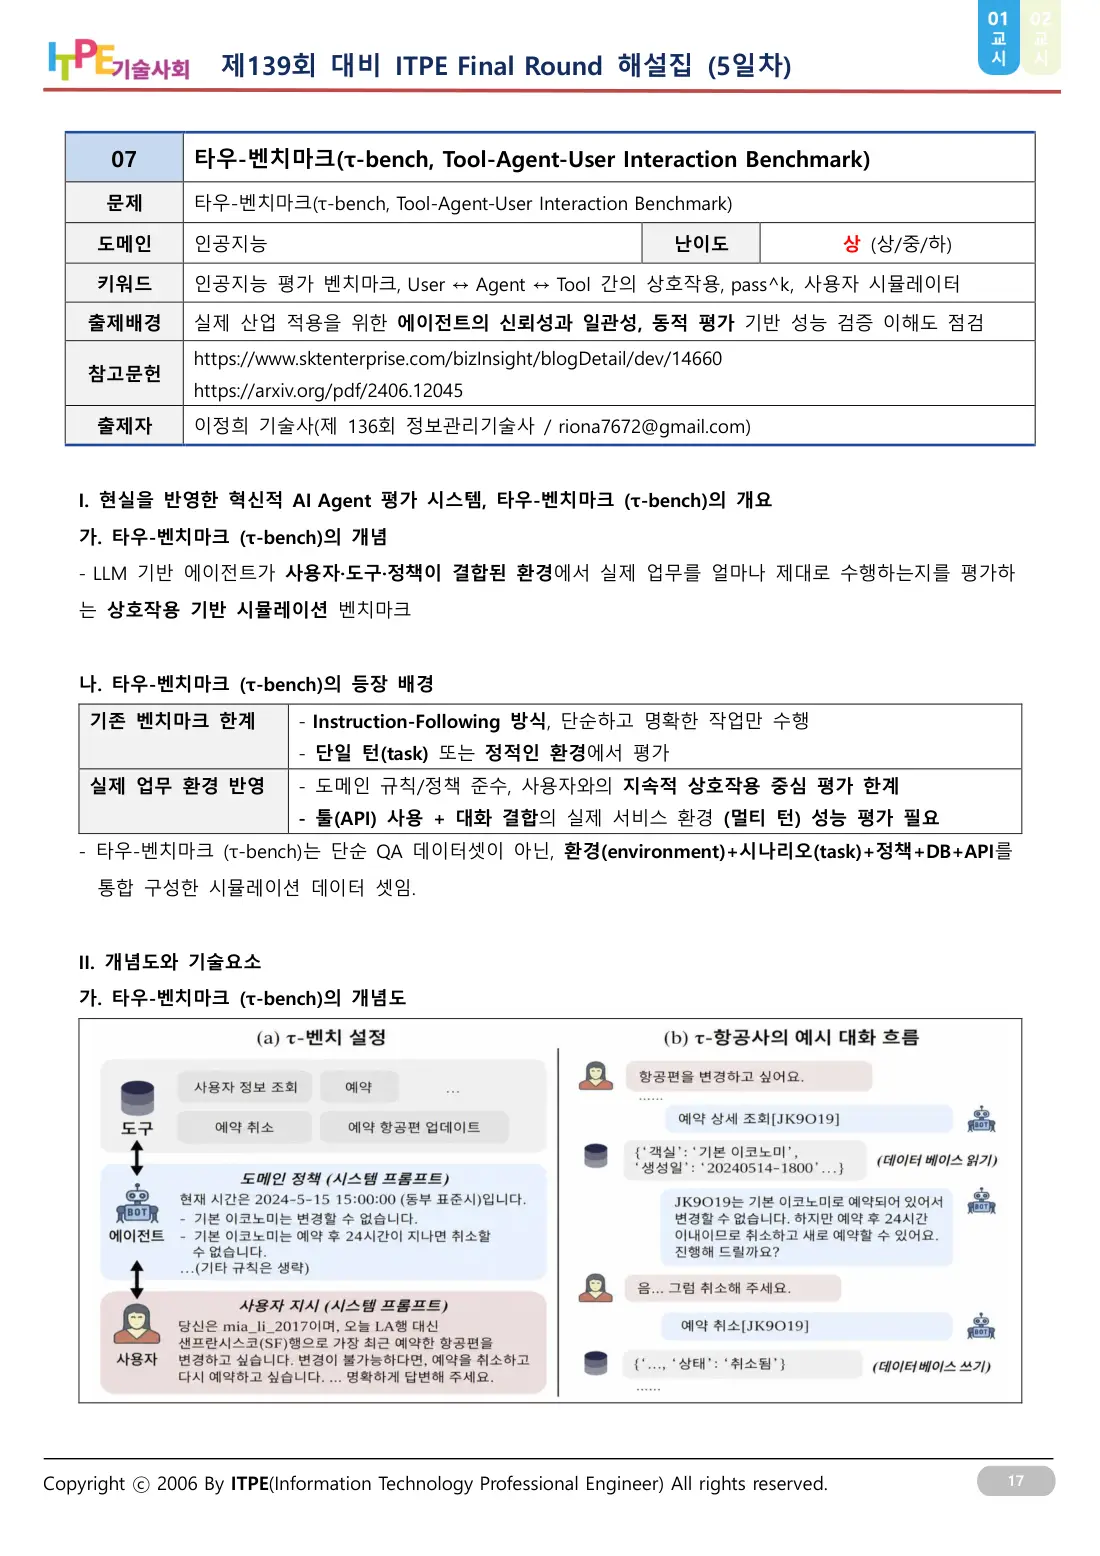 01 교시
02 교시
ITPE기술사회 제139회 대비 ITPE Final Round 해설집 (5일차)
07 타우-벤치마크(τ-bench, Tool-Agent-User Interaction Benchmark)
문제 타우-벤치마크(τ-bench, Tool-Agent-User Interaction Benchmark)
도메인 인공지능 난이도 상 (상/중/하)
키워드 인공지능 평가 벤치마크, User ↔ Agent ↔ Tool 간의 상호작용, pass^k, 사용자 시뮬레이터
출제배경 실제 산업 적용을 위한 에이전트의 신뢰성과 일관성, 동적 평가 기반 성능 검증 이해도 점검
참고문헌 https://www.sktenterprise.com/bizInsight/blogDetail/dev/14660
https://arxiv.org/pdf/2406.12045
출제자 이정희 기술사(제 136회 정보관리기술사 / riona7672@gmail.com)
I. 현실을 반영한 혁신적 AI Agent 평가 시스템, 타우-벤치마크 (τ-bench)의 개요
가. 타우-벤치마크 (τ-bench)의 개념
- LLM 기반 에이전트가 사용자·도구·정책이 결합된 환경에서 실제 업무를 얼마나 제대로 수행하는지를 평가하
는 상호작용 기반 시뮬레이션 벤치마크
나. 타우-벤치마크 (τ-bench)의 등장 배경
기존 벤치마크 한계 - Instruction-Following 방식, 단순하고 명확한 작업만 수행
- 단일 턴(task) 또는 정적인 환경에서 평가
실제 업무 환경 반영 - 도메인 규칙/정책 준수, 사용자와의 지속적 상호작용 중심 평가 한계
- 툴(API) 사용 + 대화 결합의 실제 서비스 환경 (멀티 턴) 성능 평가 필요
- 타우-벤치마크 (τ-bench)는 단순 QA 데이터셋이 아닌, 환경(environment)+시나리오(task)+정책+DB+API를
통합 구성한 시뮬레이션 데이터 셋임.
II. 개념도와 기술요소
가. 타우-벤치마크 (τ-bench)의 개념도
(a) τ-벤치 설정
사용자 정보 조회 예약 ...
예약 취소 예약 항공편 업데이트
도구
도메인 정책 (시스템 프롬프트)
현재 시간은 2024-5-15 15:00:00 (동부 표준시)입니다.
- 기본 이코노미는 변경할 수 없습니다.
- 기본 이코노미는 예약 후 24시간이 지나면 취소할
수 없습니다.
...(기타 규칙은 생략)
BOT
에이전트
사용자 지시 (시스템 프롬프트)
당신은 mia_li_2017이며, 오늘 LA행 대신
샌프란시스코(SF)행으로 가장 최근 예약한 항공편을
변경하고 싶습니다. 변경이 불가능하다면, 예약을 취소하고
다시 예약하고 싶습니다. ... 명확하게 답변해 주세요.
사용자
(b) τ-항공사의 예시 대화 흐름
항공편을 변경하고 싶어요.
......
예약 상세 조회[JK9O19]
BOT
{‘객실’: ‘기본 이코노미’,
‘생성일’: ‘20240514-1800’...}
(데이터 베이스 읽기)
JK9O19는 기본 이코노미로 예약되어 있어서
변경할 수 없습니다. 하지만 예약 후 24시간
이내이므로 취소하고 새로 예약할 수 있어요.
진행해 드릴까요?
BOT
음... 그럼 취소해 주세요.
예약 취소[JK9O19]
BOT
{‘..., ‘상태’: ‘취소됨’}
(데이터베이스 쓰기)
......
Copyright ⓒ 2006 By ITPE(Information Technology Professional Engineer) All rights reserved.
17